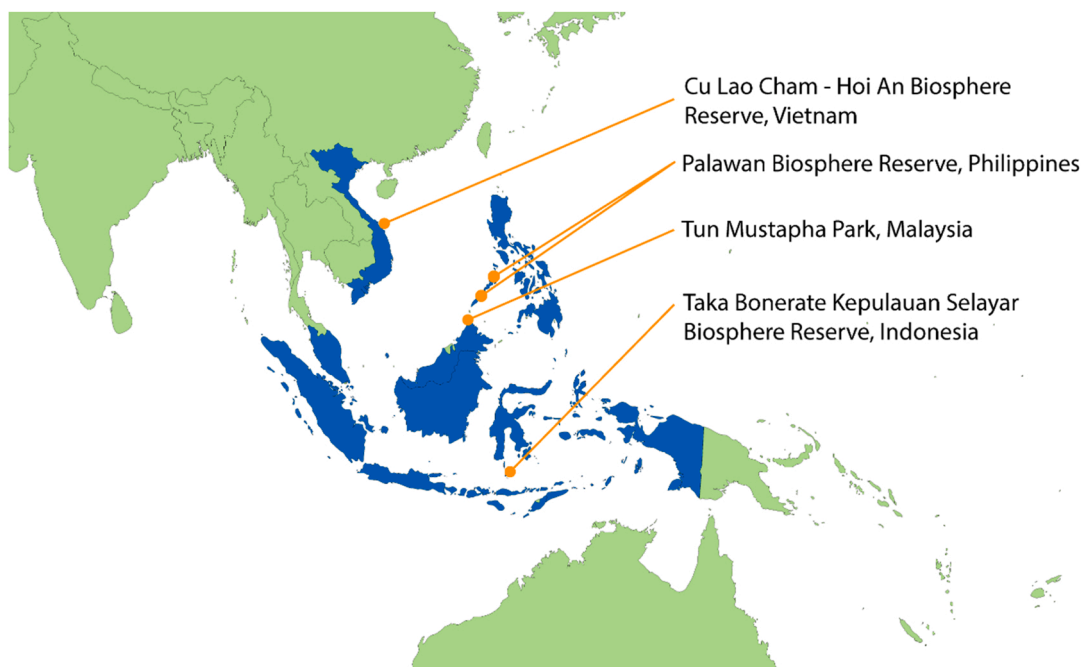 Cu Lao Cham - Hoi An Biosphere
Reserve, Vietnam
Palawan Biosphere Reserve, Philippines
Tun Mustapha Park, Malaysia
Taka Bonerate Kepulauan Selayar
Biosphere Reserve, Indonesia